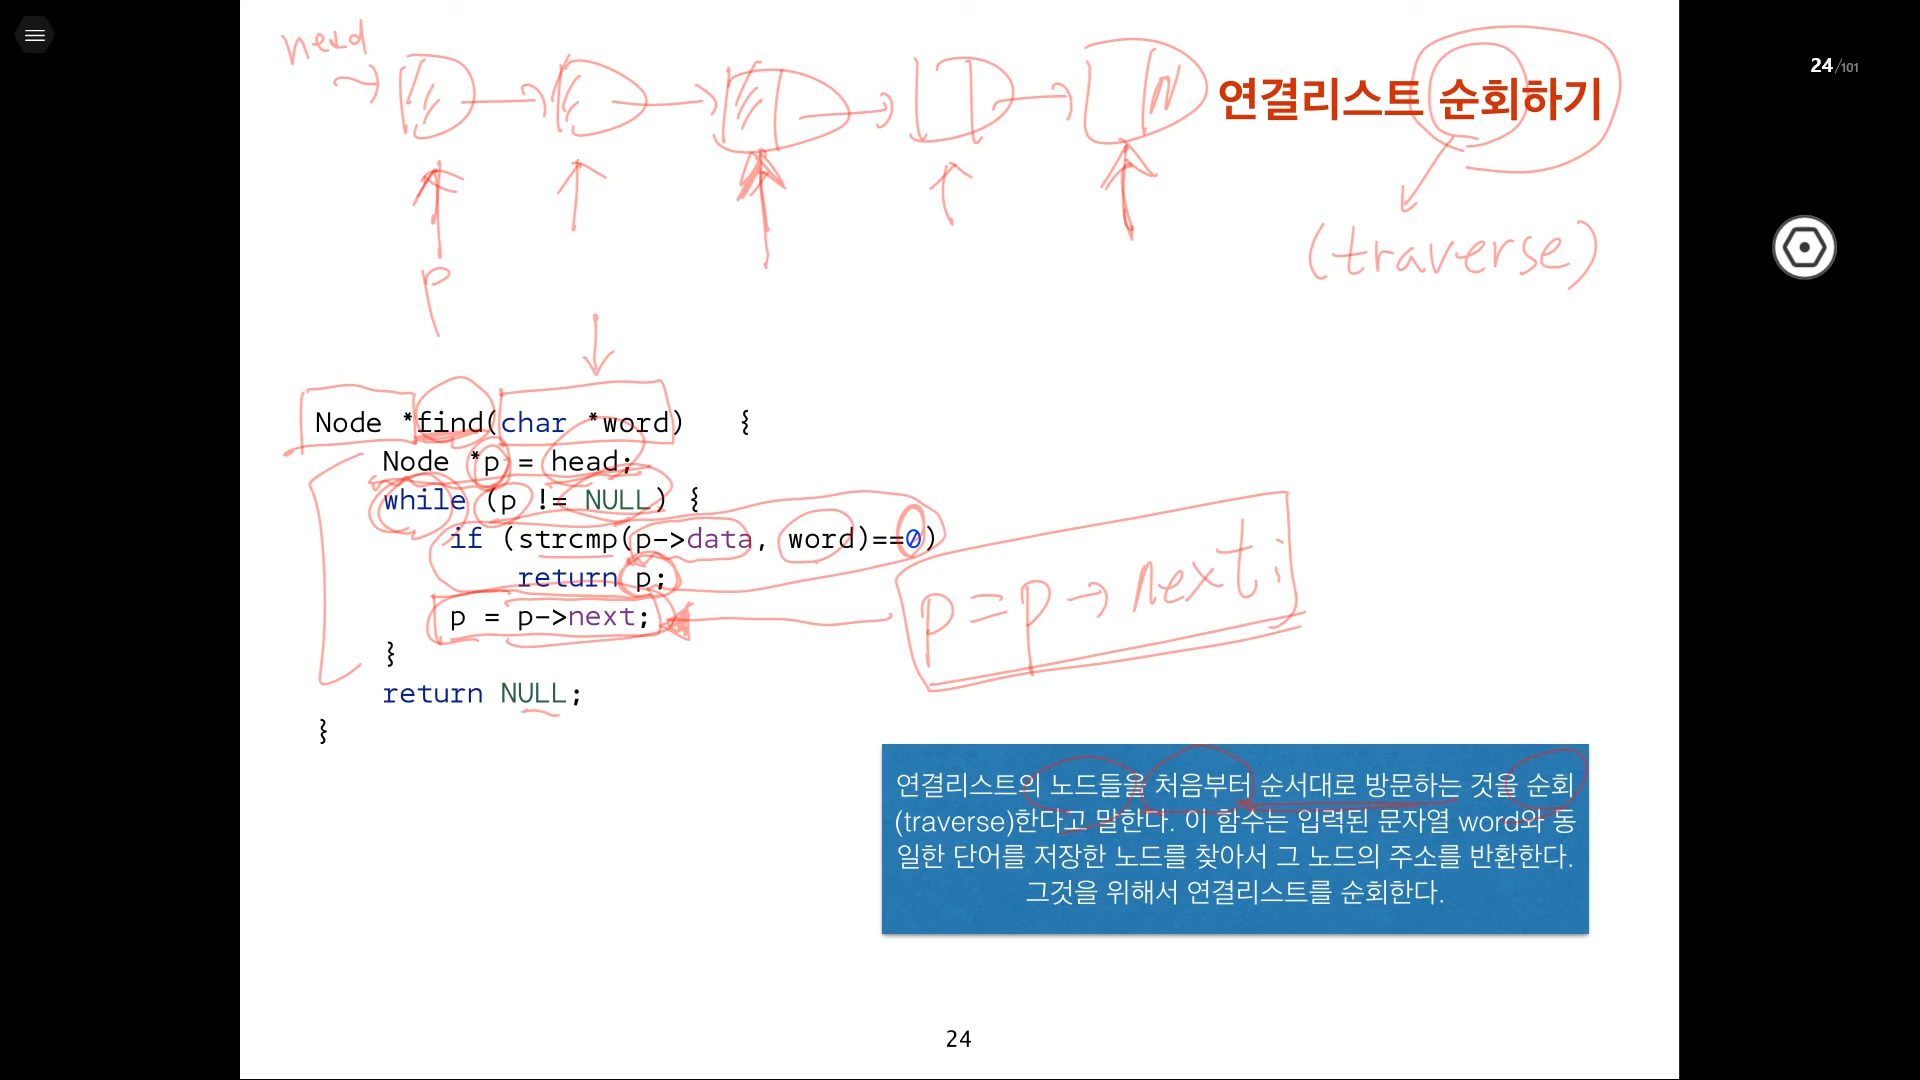 head
24/101
연결리스트 순회하기
N
(traverse)
p
Node *find(char *word) {
Node *p = head;
while (p != NULL) {
if (strcmp(p->data, word)==0)
return p;
p = p->next;
p = p → next;
}
return NULL;
}
연결리스트의 노드들을 처음부터 순서대로 방문하는 것을 순회
(traverse)한다고 말한다. 이 함수는 입력된 문자열 word와 동
일한 단어를 저장한 노드를 찾아서 그 노드의 주소를 반환한다.
그것을 위해서 연결리스트를 순회한다.
24